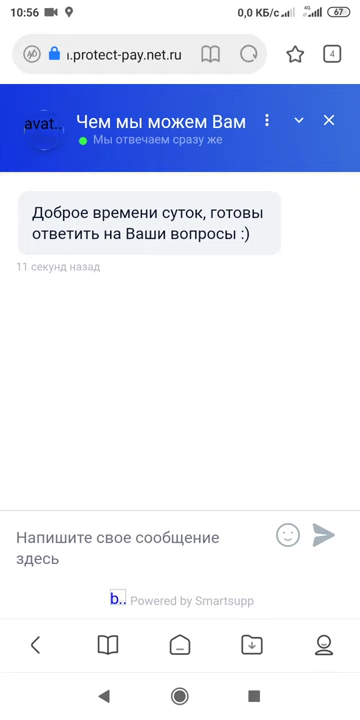 10:56 0,0 КБ/с 4G 67
ı.protect-pay.net.ru 4
avat..
Чем мы можем Вам
Мы отвечаем сразу же
Доброе времени суток, готовы
ответить на Ваши вопросы :)
11 секунд назад
Напишите свое сообщение
здесь
b.. Powered by Smartsupp